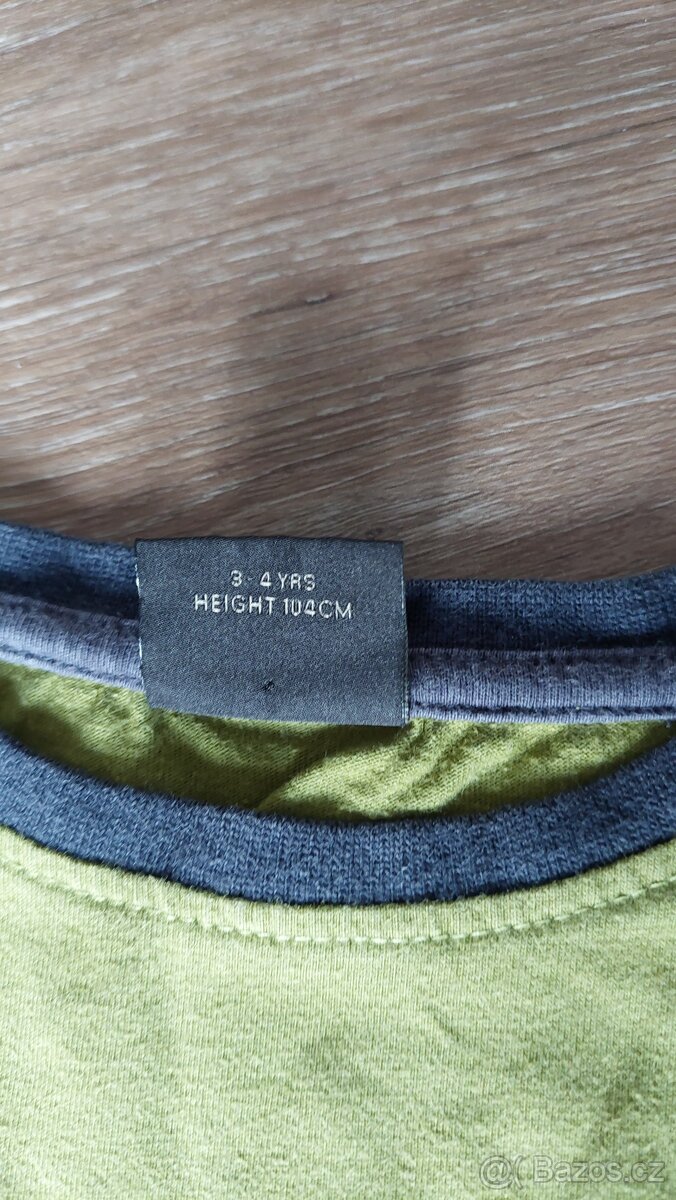 3-4 YRS
HEIGHT 104CM
@ Bazos.cz